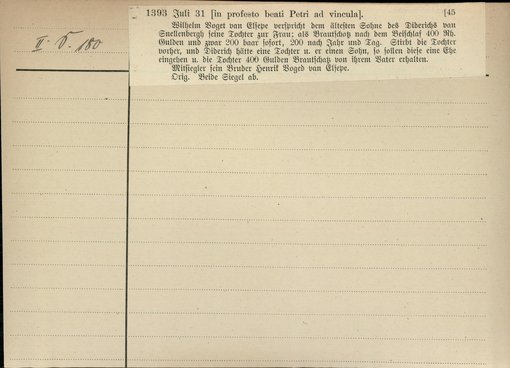 II. 5. 180
1393 Juli 31 [in profesto beati Petri ad vincula]. [45
Wilhelm Voget van Elsepe verspricht dem ältesten Sohne des Diderichs van
Snellenbergh seine Tochter zur Frau; als Brautschatz nach dem Beischlaf 400 Rh.
Gulden und zwar 200 baar sofort, 200 nach Jahr und Tag. Stirbt die Tochter
vorher, und Diderich hätte eine Tochter u. er einen Sohn, so sollen diese eine Ehe
eingehen u. die Tochter 400 Gulden Brautschatz von ihrem Vater erhalten.
Mitsiegler sein Bruder Henrik Voged van Elsepe.
Orig. Beide Siegel ab.